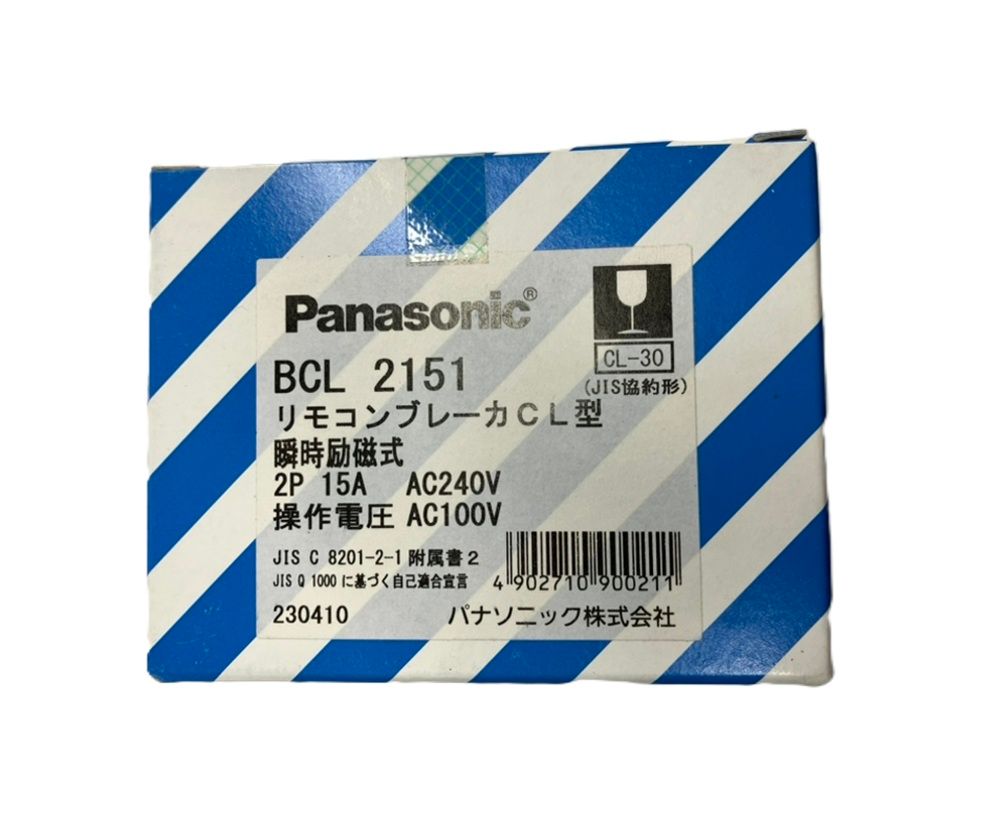 Panasonic®
CL-30
(JIS協約形)
BCL 2151
リモコンブレーカCL型
瞬時励磁式
2P 15A AC240V
操作電圧 AC100V
JIS C 8201-2-1 附属書2
JIS Q 1000 に基づく自己適合宣言
4 902710 900211
230410 パナソニック株式会社